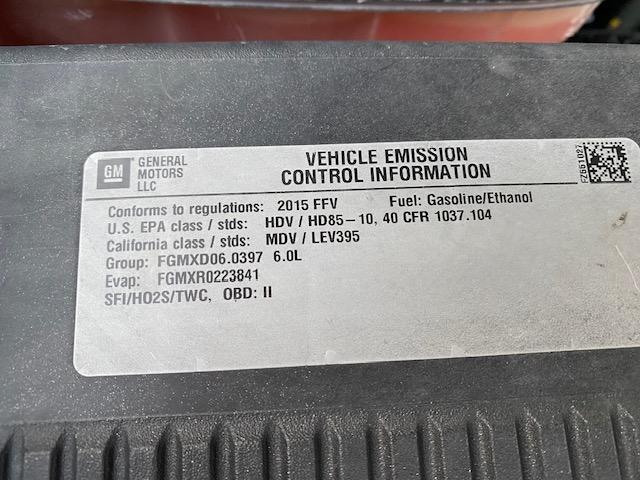 GM GENERAL MOTORS LLC
VEHICLE EMISSION
CONTROL INFORMATION
FZ661027
Conforms to regulations: 2015 FFV Fuel: Gasoline/Ethanol
U.S. EPA class / stds: HDV / HD85-10, 40 CFR 1037.104
California class / stds: MDV / LEV395
Group: FGMXD06.0397 6.0L
Evap: FGMXR0223841
SFI/HO2S/TWC, OBD: II